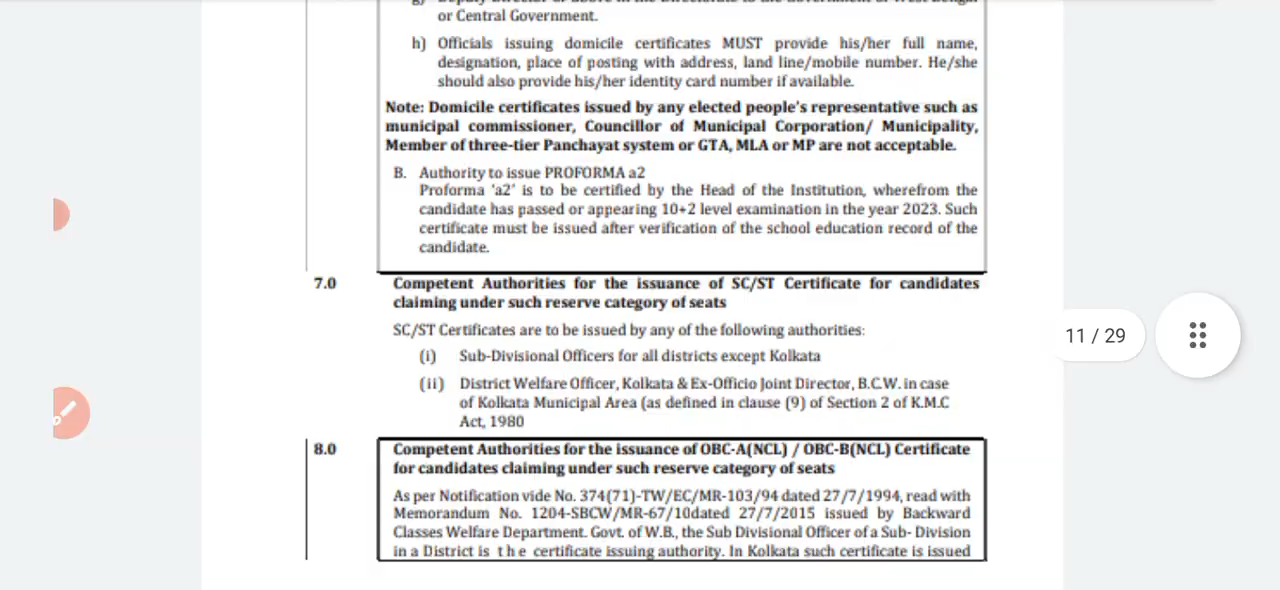 or Central Government.
h) Officials issuing domicile certificates MUST provide his/her full name,
designation, place of posting with address, land line/mobile number. He/she
should also provide his/her identity card number if available.
Note: Domicile certificates issued by any elected people's representative such as
municipal commissioner, Councillor of Municipal Corporation/ Municipality,
Member of three-tier Panchayat system or GTA, MLA or MP are not acceptable.
B. Authority to issue PROFORMA a2
Proforma 'a2' is to be certified by the Head of the Institution, wherefrom the
candidate has passed or appearing 10+2 level examination in the year 2023. Such
certificate must be issued after verification of the school education record of the
candidate.
7.0 Competent Authorities for the issuance of SC/ST Certificate for candidates
claiming under such reserve category of seats
SC/ST Certificates are to be issued by any of the following authorities:
(i) Sub-Divisional Officers for all districts except Kolkata
11 / 29
(ii) District Welfare Officer, Kolkata & Ex-Officio Joint Director, B.C.W. in case
of Kolkata Municipal Area (as defined in clause (9) of Section 2 of K.M.C
Act, 1980
8.0 Competent Authorities for the issuance of OBC-A(NCL) / OBC-B(NCL) Certificate
for candidates claiming under such reserve category of seats
As per Notification vide No. 374(71)-TW/EC/MR-103/94 dated 27/7/1994, read with
Memorandum No. 1204-SBCW/MR-67/10dated 27/7/2015 issued by Backward
Classes Welfare Department. Govt. of W.B., the Sub Divisional Officer of a Sub- Division
in a District is the certificate issuing authority. In Kolkata such certificate is issued